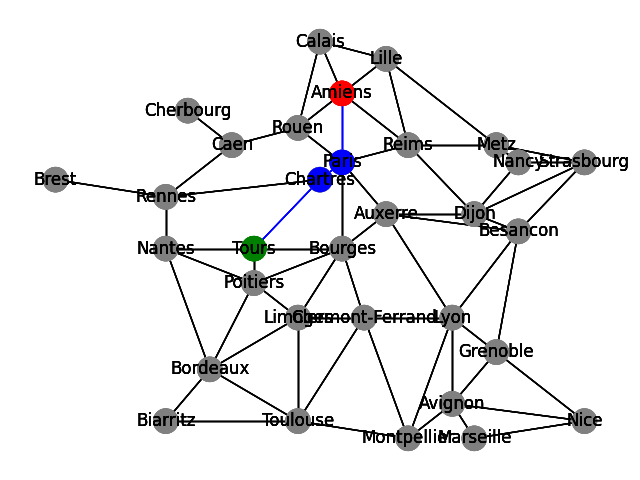 Calais
Lille
Amiens
Cherbourg
Rouen
Caen
Reims
Metz
Paris
Nancy
Strasbourg
Brest
Chartres
Rennes
Auxerre
Dijon
Besancon
Nantes
Tours
Bourges
Poitiers
Limoges
Clermont-Ferrand
Lyon
Grenoble
Bordeaux
Avignon
Biarritz
Toulouse
Nice
Montpellier
Marseille